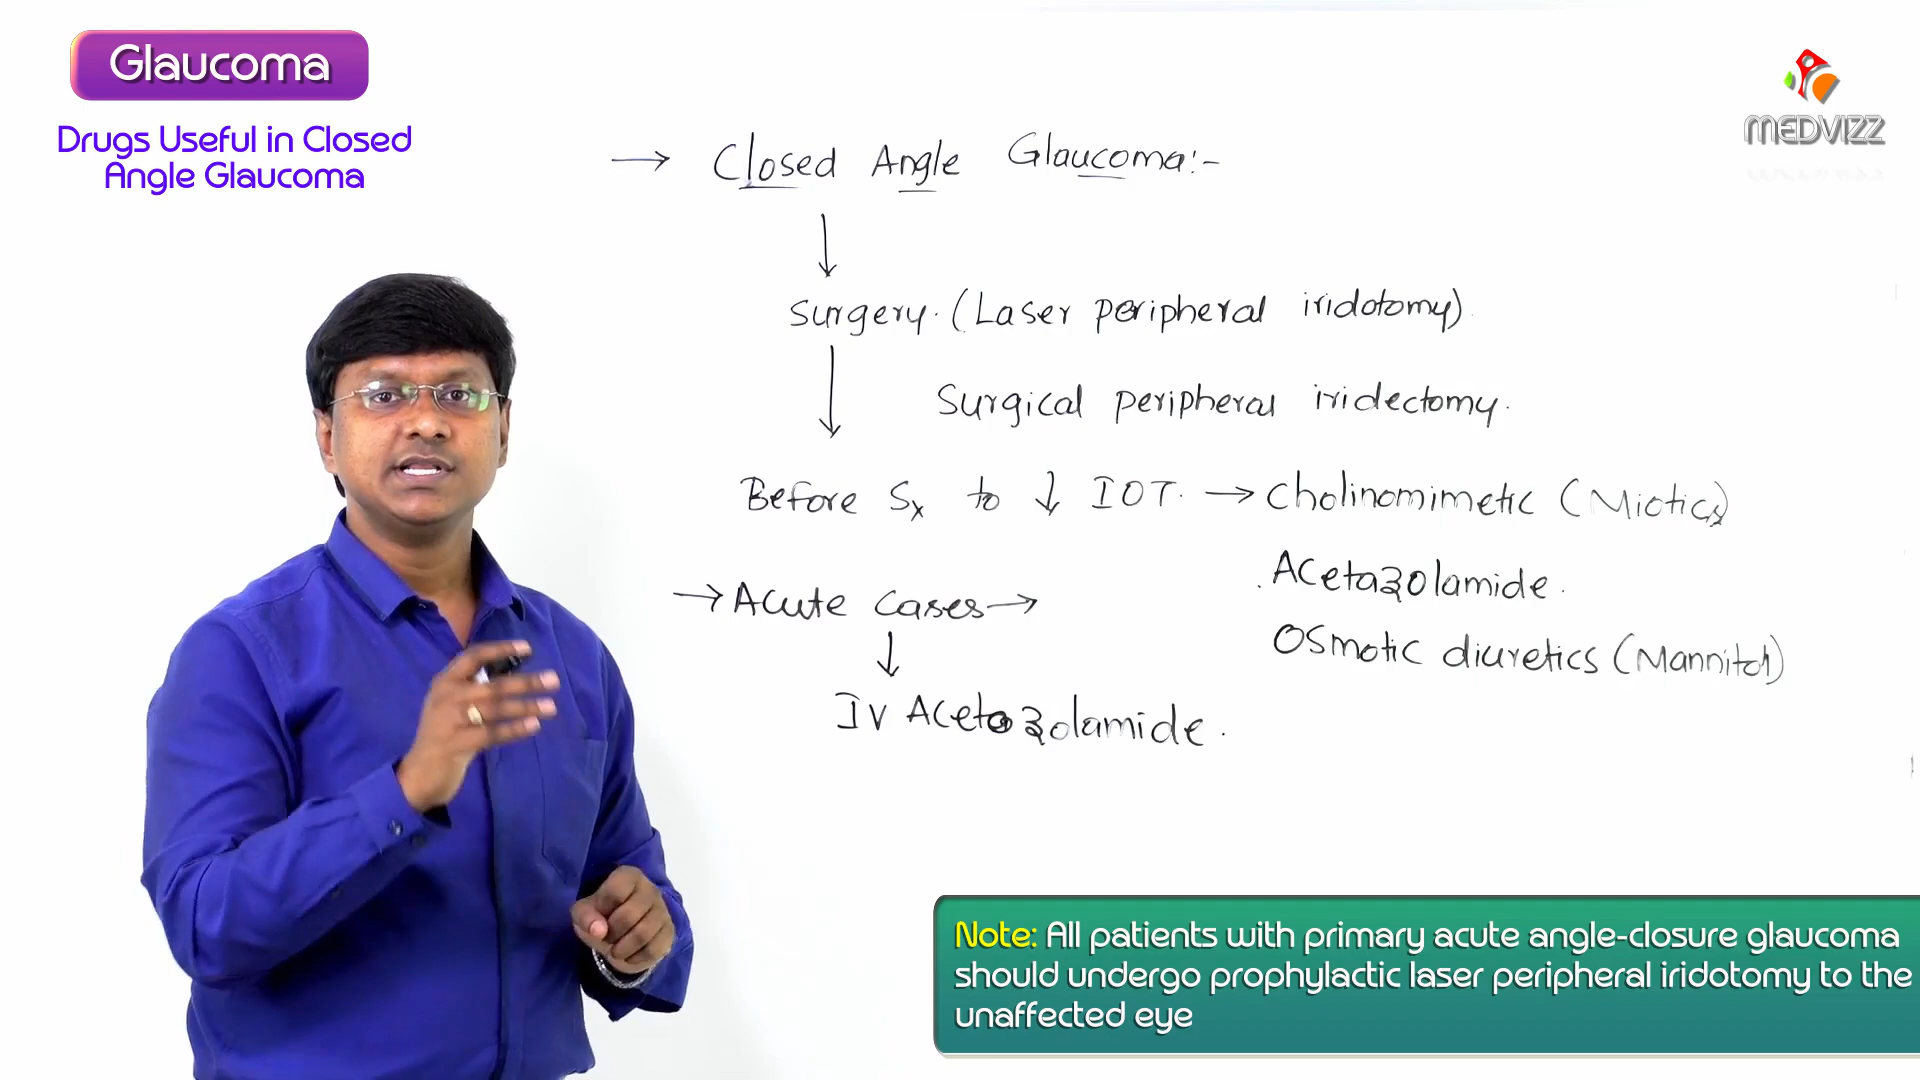 Glaucoma
Drugs Useful in Closed
Angle Glaucoma
MEDVIZZ
→ Closed Angle Glaucoma:-
Surgery. (Laser peripheral iridotomy)
Surgical peripheral iridectomy.
Before Sx to ↓ IOT. → Cholinomimetic (Miotics)
Acetazolamide.
Osmotic diuretics (Mannitol)
→ Acute Cases →
IV Acetazolamide.
Note: All patients with primary acute angle-closure glaucoma
should undergo prophylactic laser peripheral iridotomy to the
unaffected eye